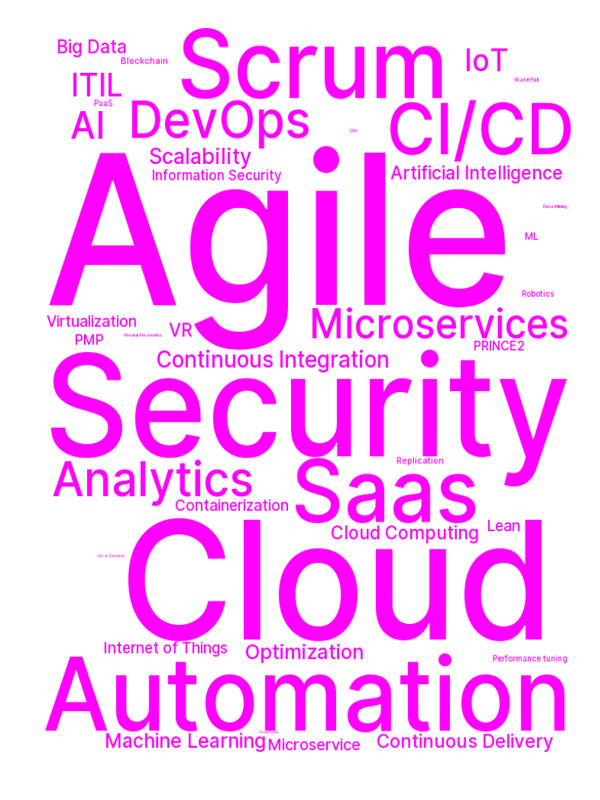 Scrum
Big Data
IoT
Blockchain
ITIL
Waterfall
PaaS
DevOps
CI/CD
AI
Scalability
Artificial Intelligence
Information Security
Agile
Data Mining
ML
Robotics
Virtualization
VR
Microservices
PMP
Neural Networks
PRINCE2
Continuous Integration
Security
Analytics
Replication
Saas
Containerization
Cloud Computing
Lean
Cloud
As-a-Service
Internet of Things
Optimization
Performance tuning
Automation
Machine Learning
Microservice
Continuous Delivery